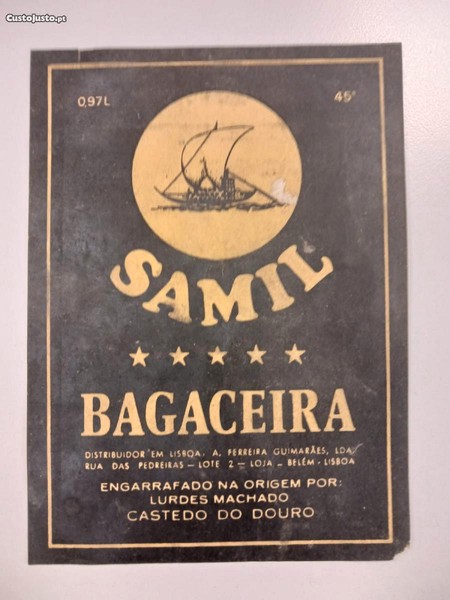 CustoJusto.pt
0,97L
45°
SAMIL
BAGACEIRA
DISTRIBUIDOR EM LISBOA: A. FERREIRA GUIMARÃES, LDA
RUA DAS PEDREIRAS — LOTE 2 — LOJA — BELÉM - LISBOA
ENGARRAFADO NA ORIGEM POR:
LURDES MACHADO
CASTEDO DO DOURO